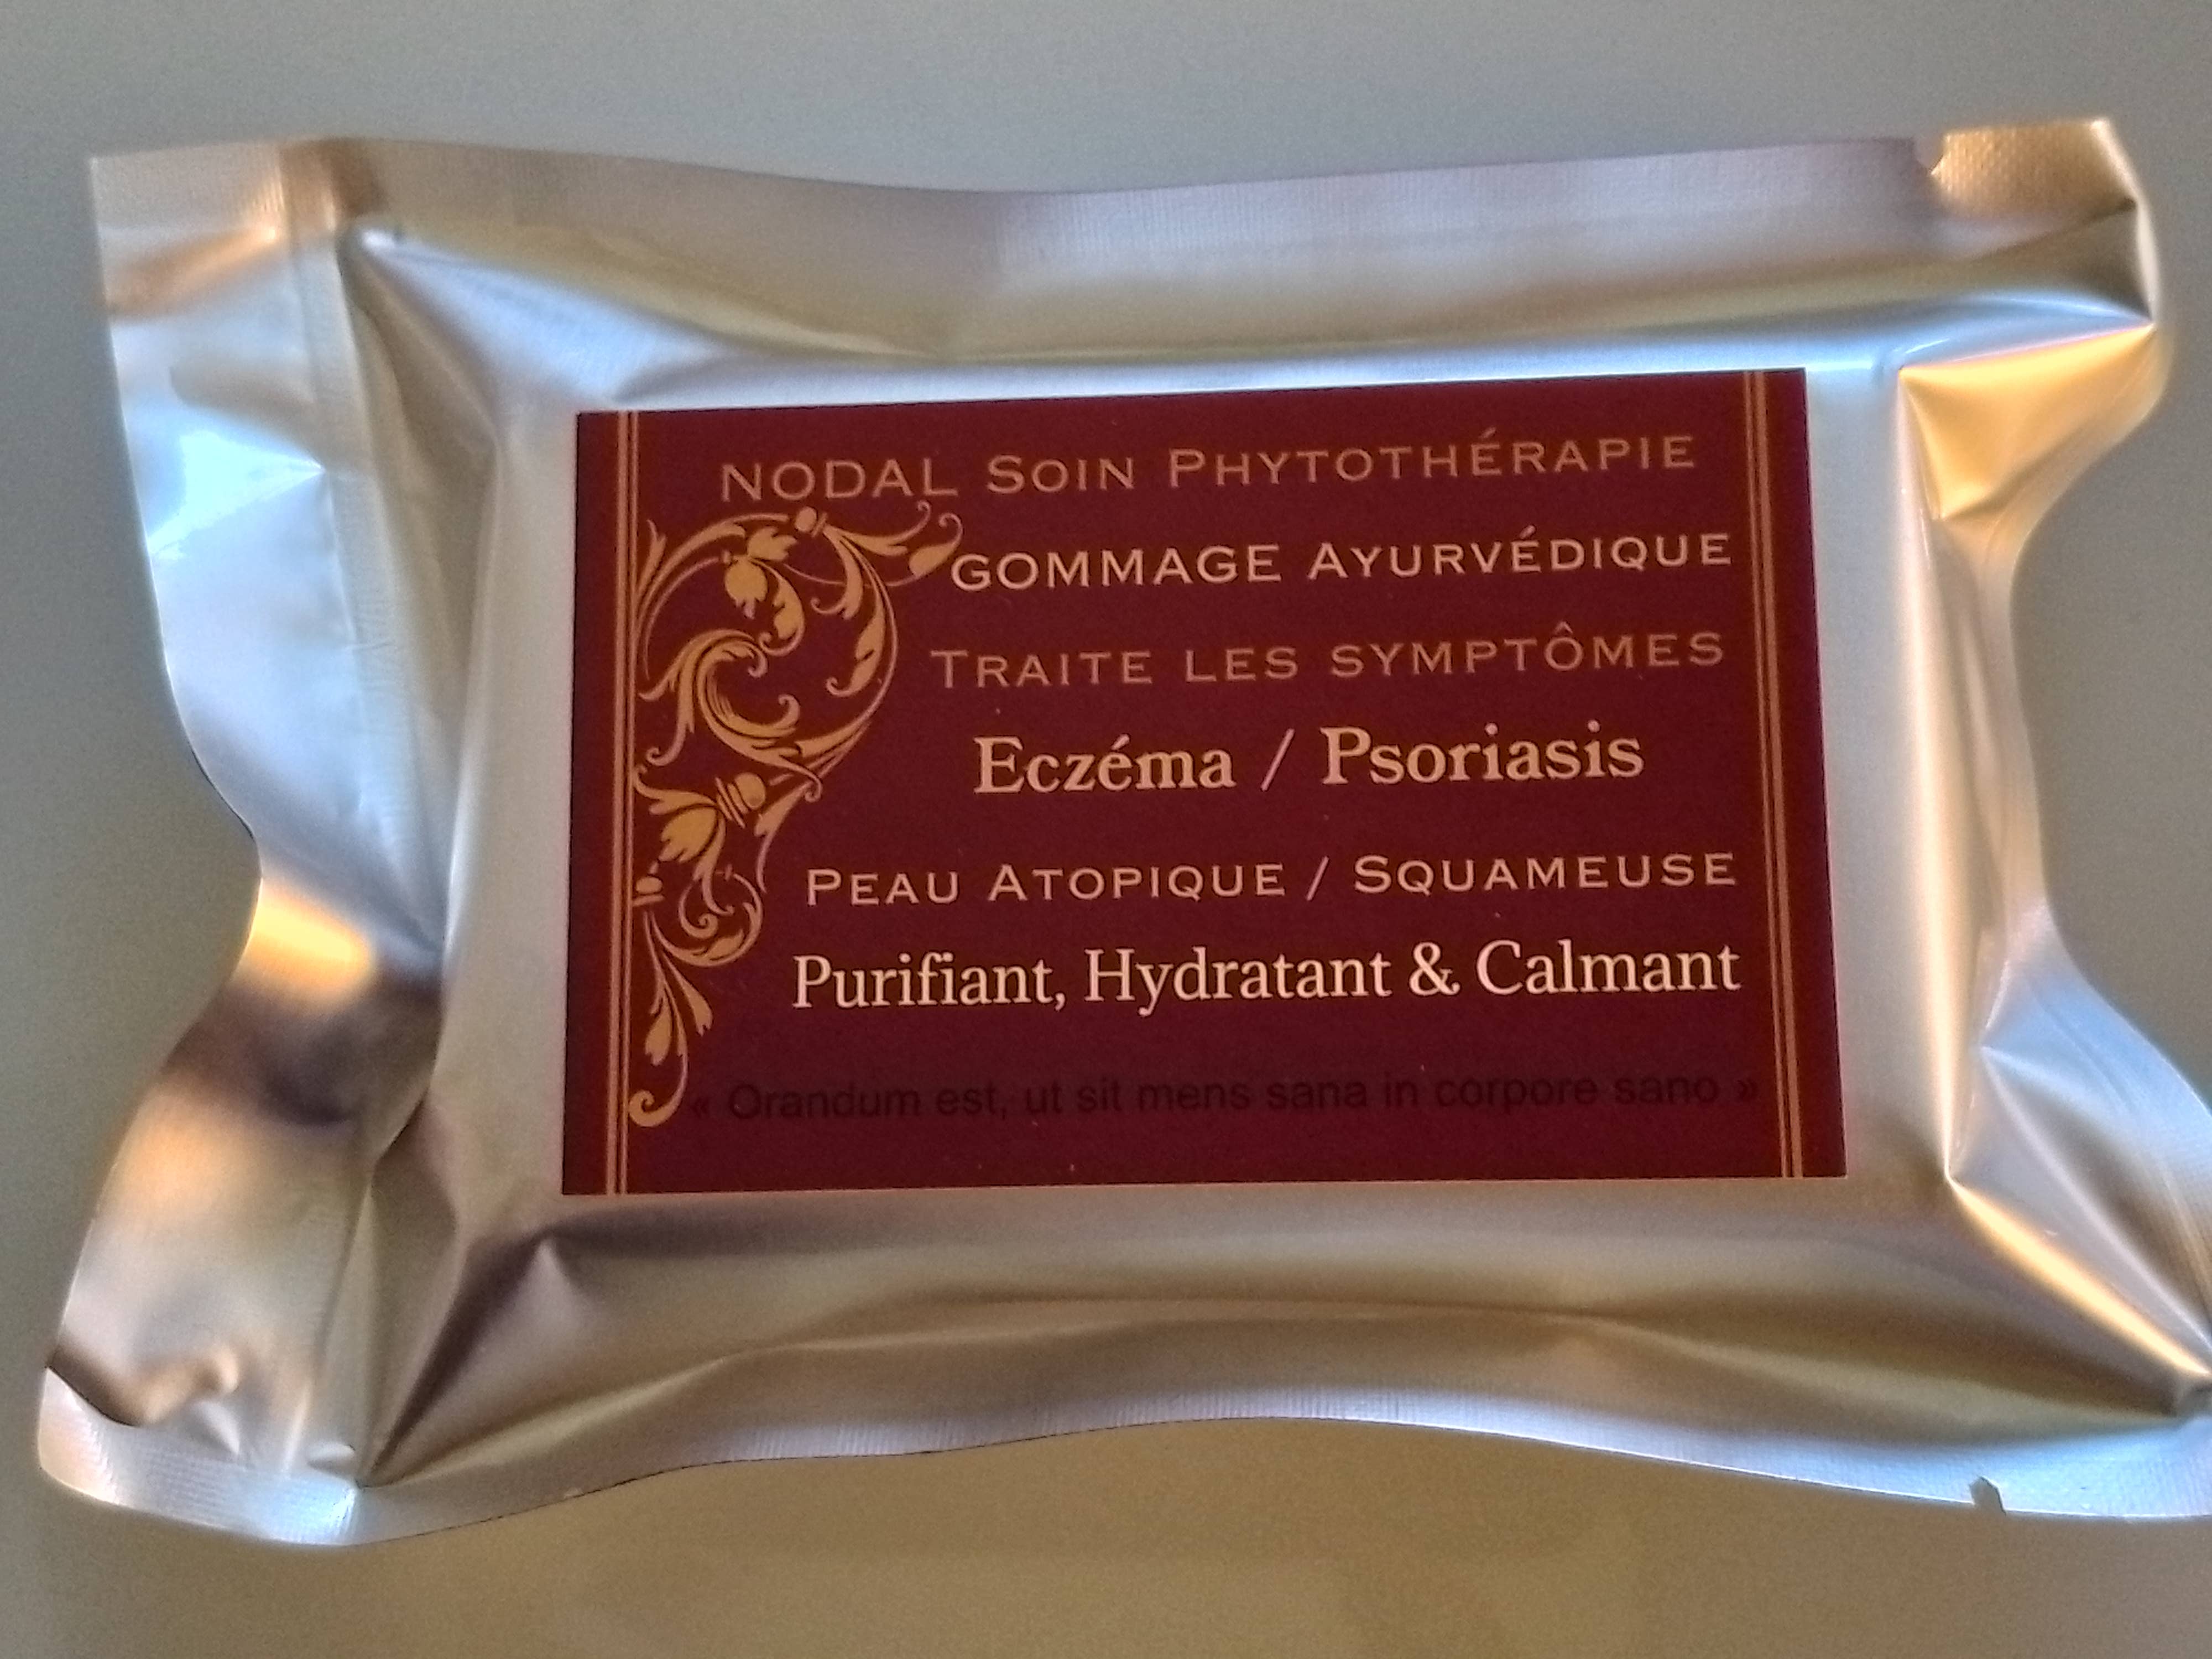 NODAL SOIN PHYTOTHÉRAPIE
GOMMAGE AYURVÉDIQUE
TRAITE LES SYMPTÔMES
Eczéma / Psoriasis
PEAU ATOPIQUE / SQUAMEUSE
Purifiant, Hydratant & Calmant
« Orandum est, ut sit mens sana in corpore sano »